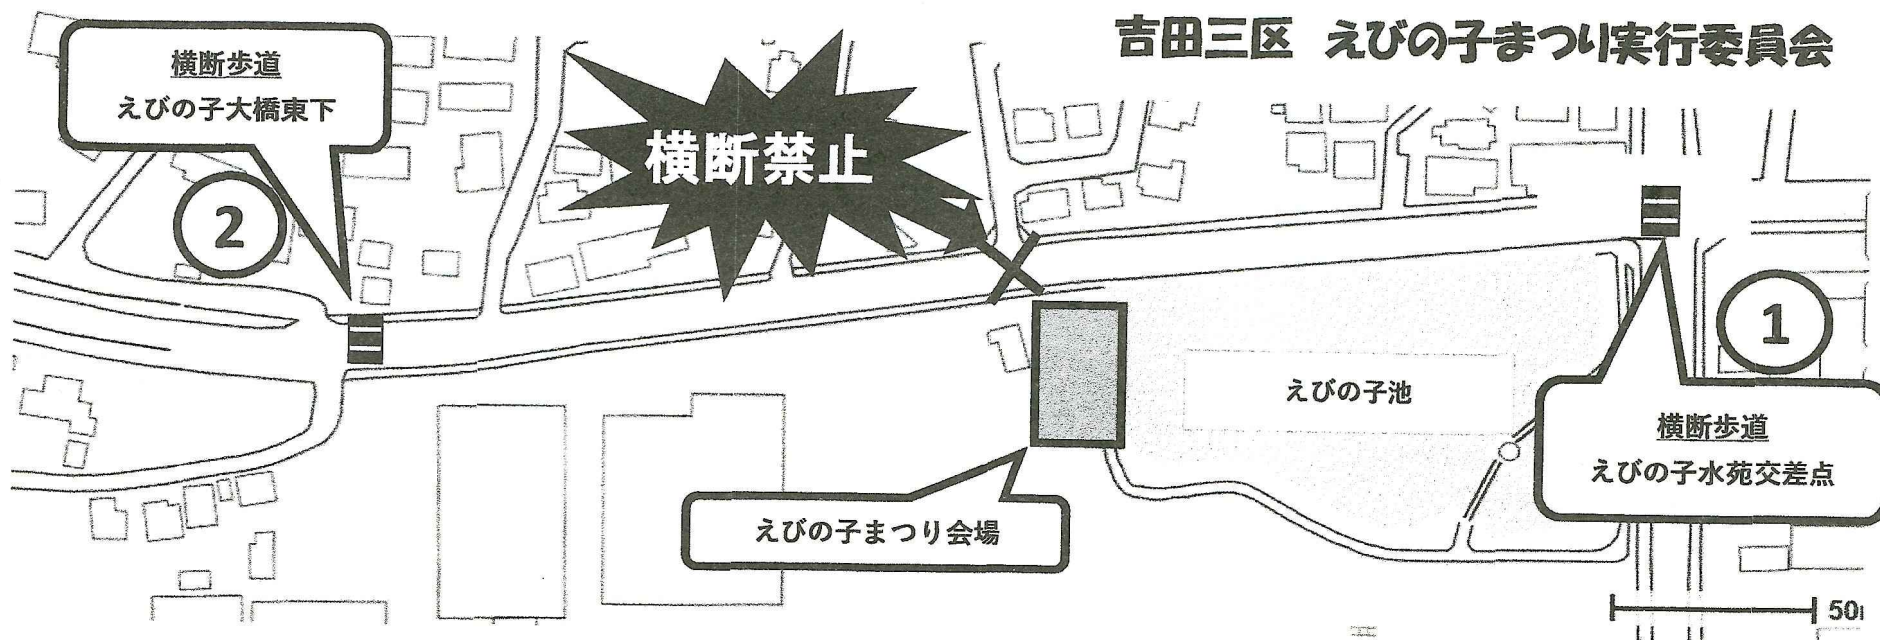 吉田三区 えびの子まつり実行委員会
横断歩道
えびの子大橋東下
横断禁止
2
1
えびの子池
横断歩道
えびの子水苑交差点
えびの子まつり会場
50